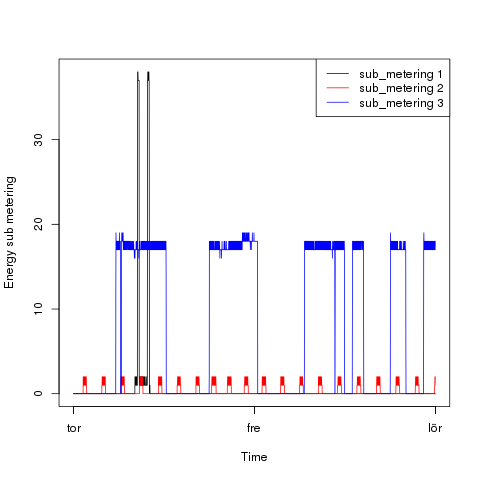 sub_metering 1
sub_metering 2
sub_metering 3
Energy sub metering
30
20
10
0
tor fre lör
Time